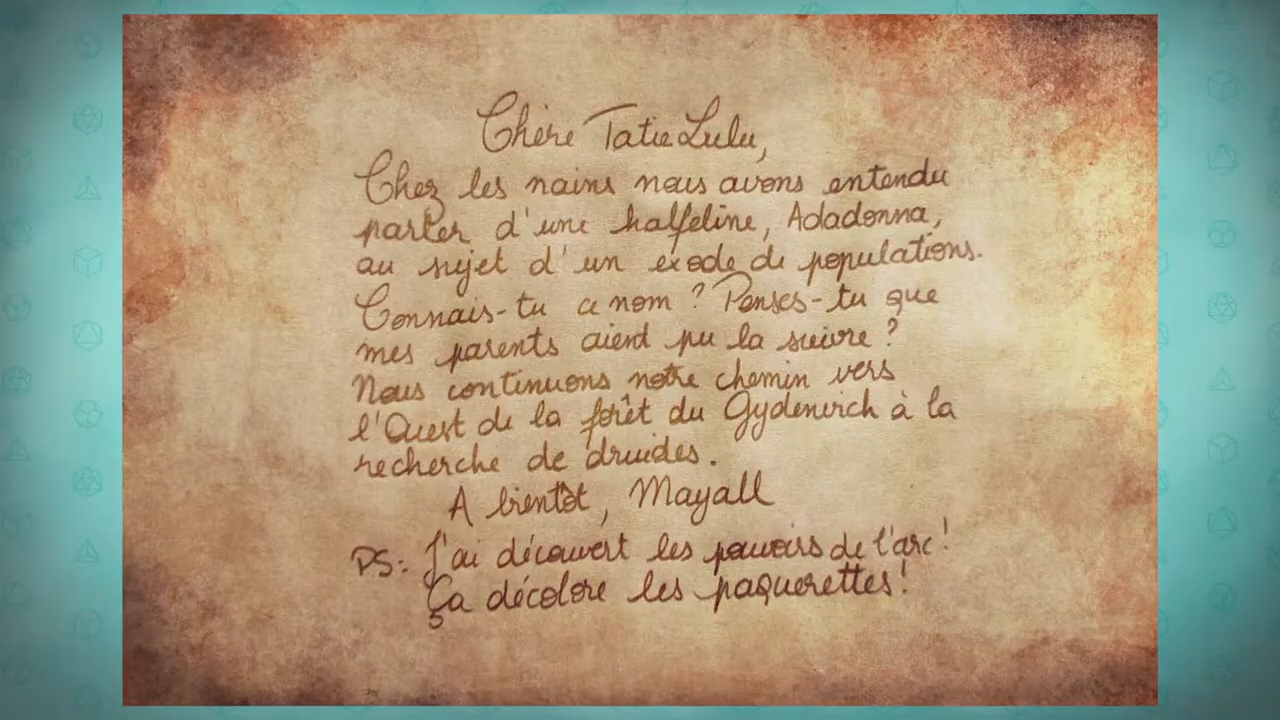 Chère Tatie Lulu,
Chez les nains nous avons entendu
parler d'une halfeline, Adadonna,
au sujet d'un exode de populations.
Connais-tu ce nom ? Penses-tu que
mes parents aient pu la suivre ?
Nous continuons notre chemin vers
l'Ouest de la forêt du Gydenvich à la
recherche de druides.
A bientôt, Mayall
PS: J'ai découvert les pouvoirs de l'arc !
Ça décolore les paquerettes !